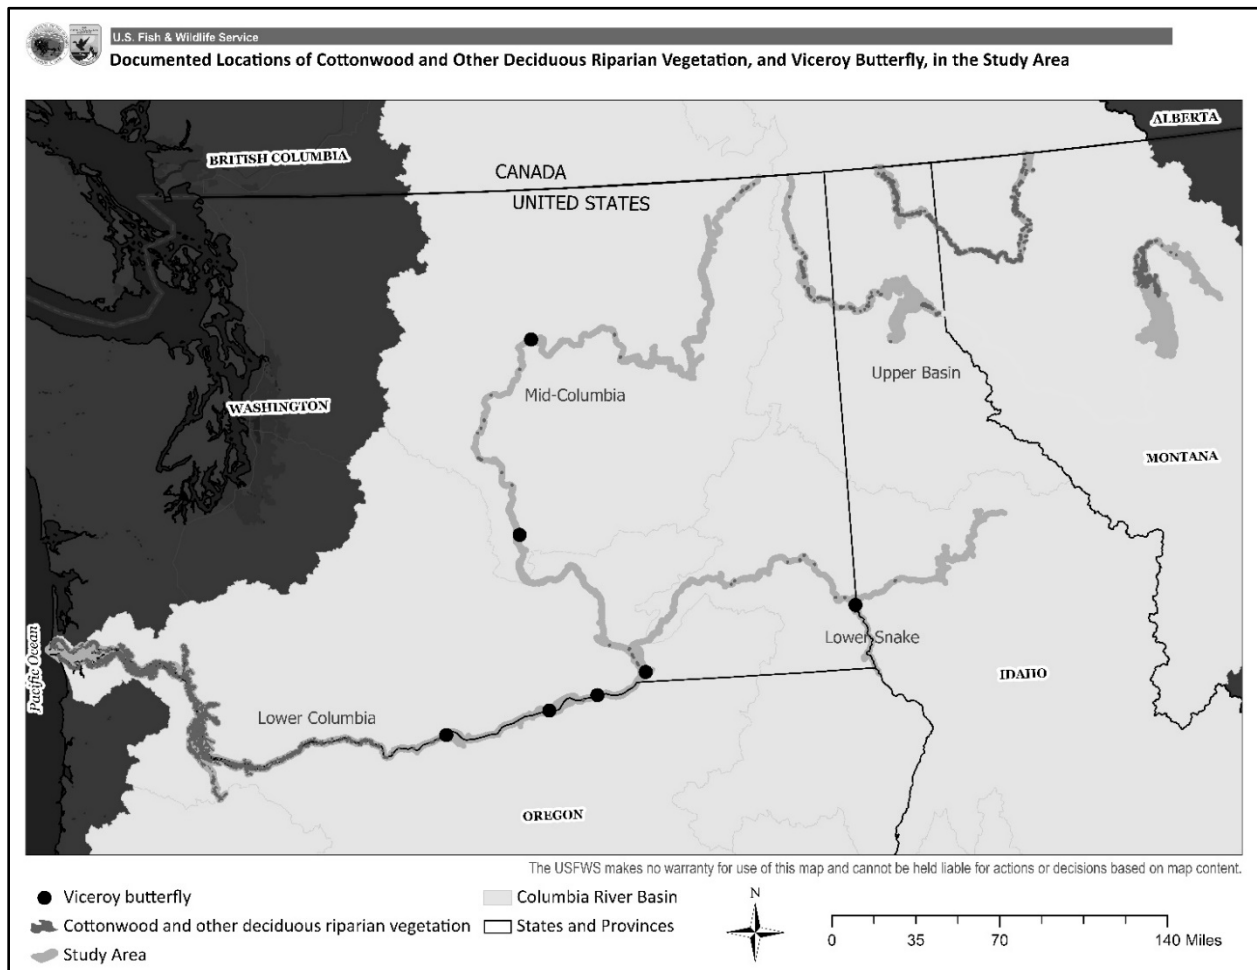 U.S. Fish & Wildlife Service
Documented Locations of Cottonwood and Other Deciduous Riparian Vegetation, and Viceroy Butterfly, in the Study Area
ALBERTA
BRITISH COLUMBIA
CANADA
UNITED STATES
Mid-Columbia
Upper Basin
WASHINGTON
MONTANA
Lower Snake
IDAHO
Pacific Ocean
Lower Columbia
OREGON
The USFWS makes no warranty for use of this map and cannot be held liable for actions or decisions based on map content.
Viceroy butterfly
Cottonwood and other deciduous riparian vegetation
Study Area
Columbia River Basin
States and Provinces
N
0 35 70 140 Miles